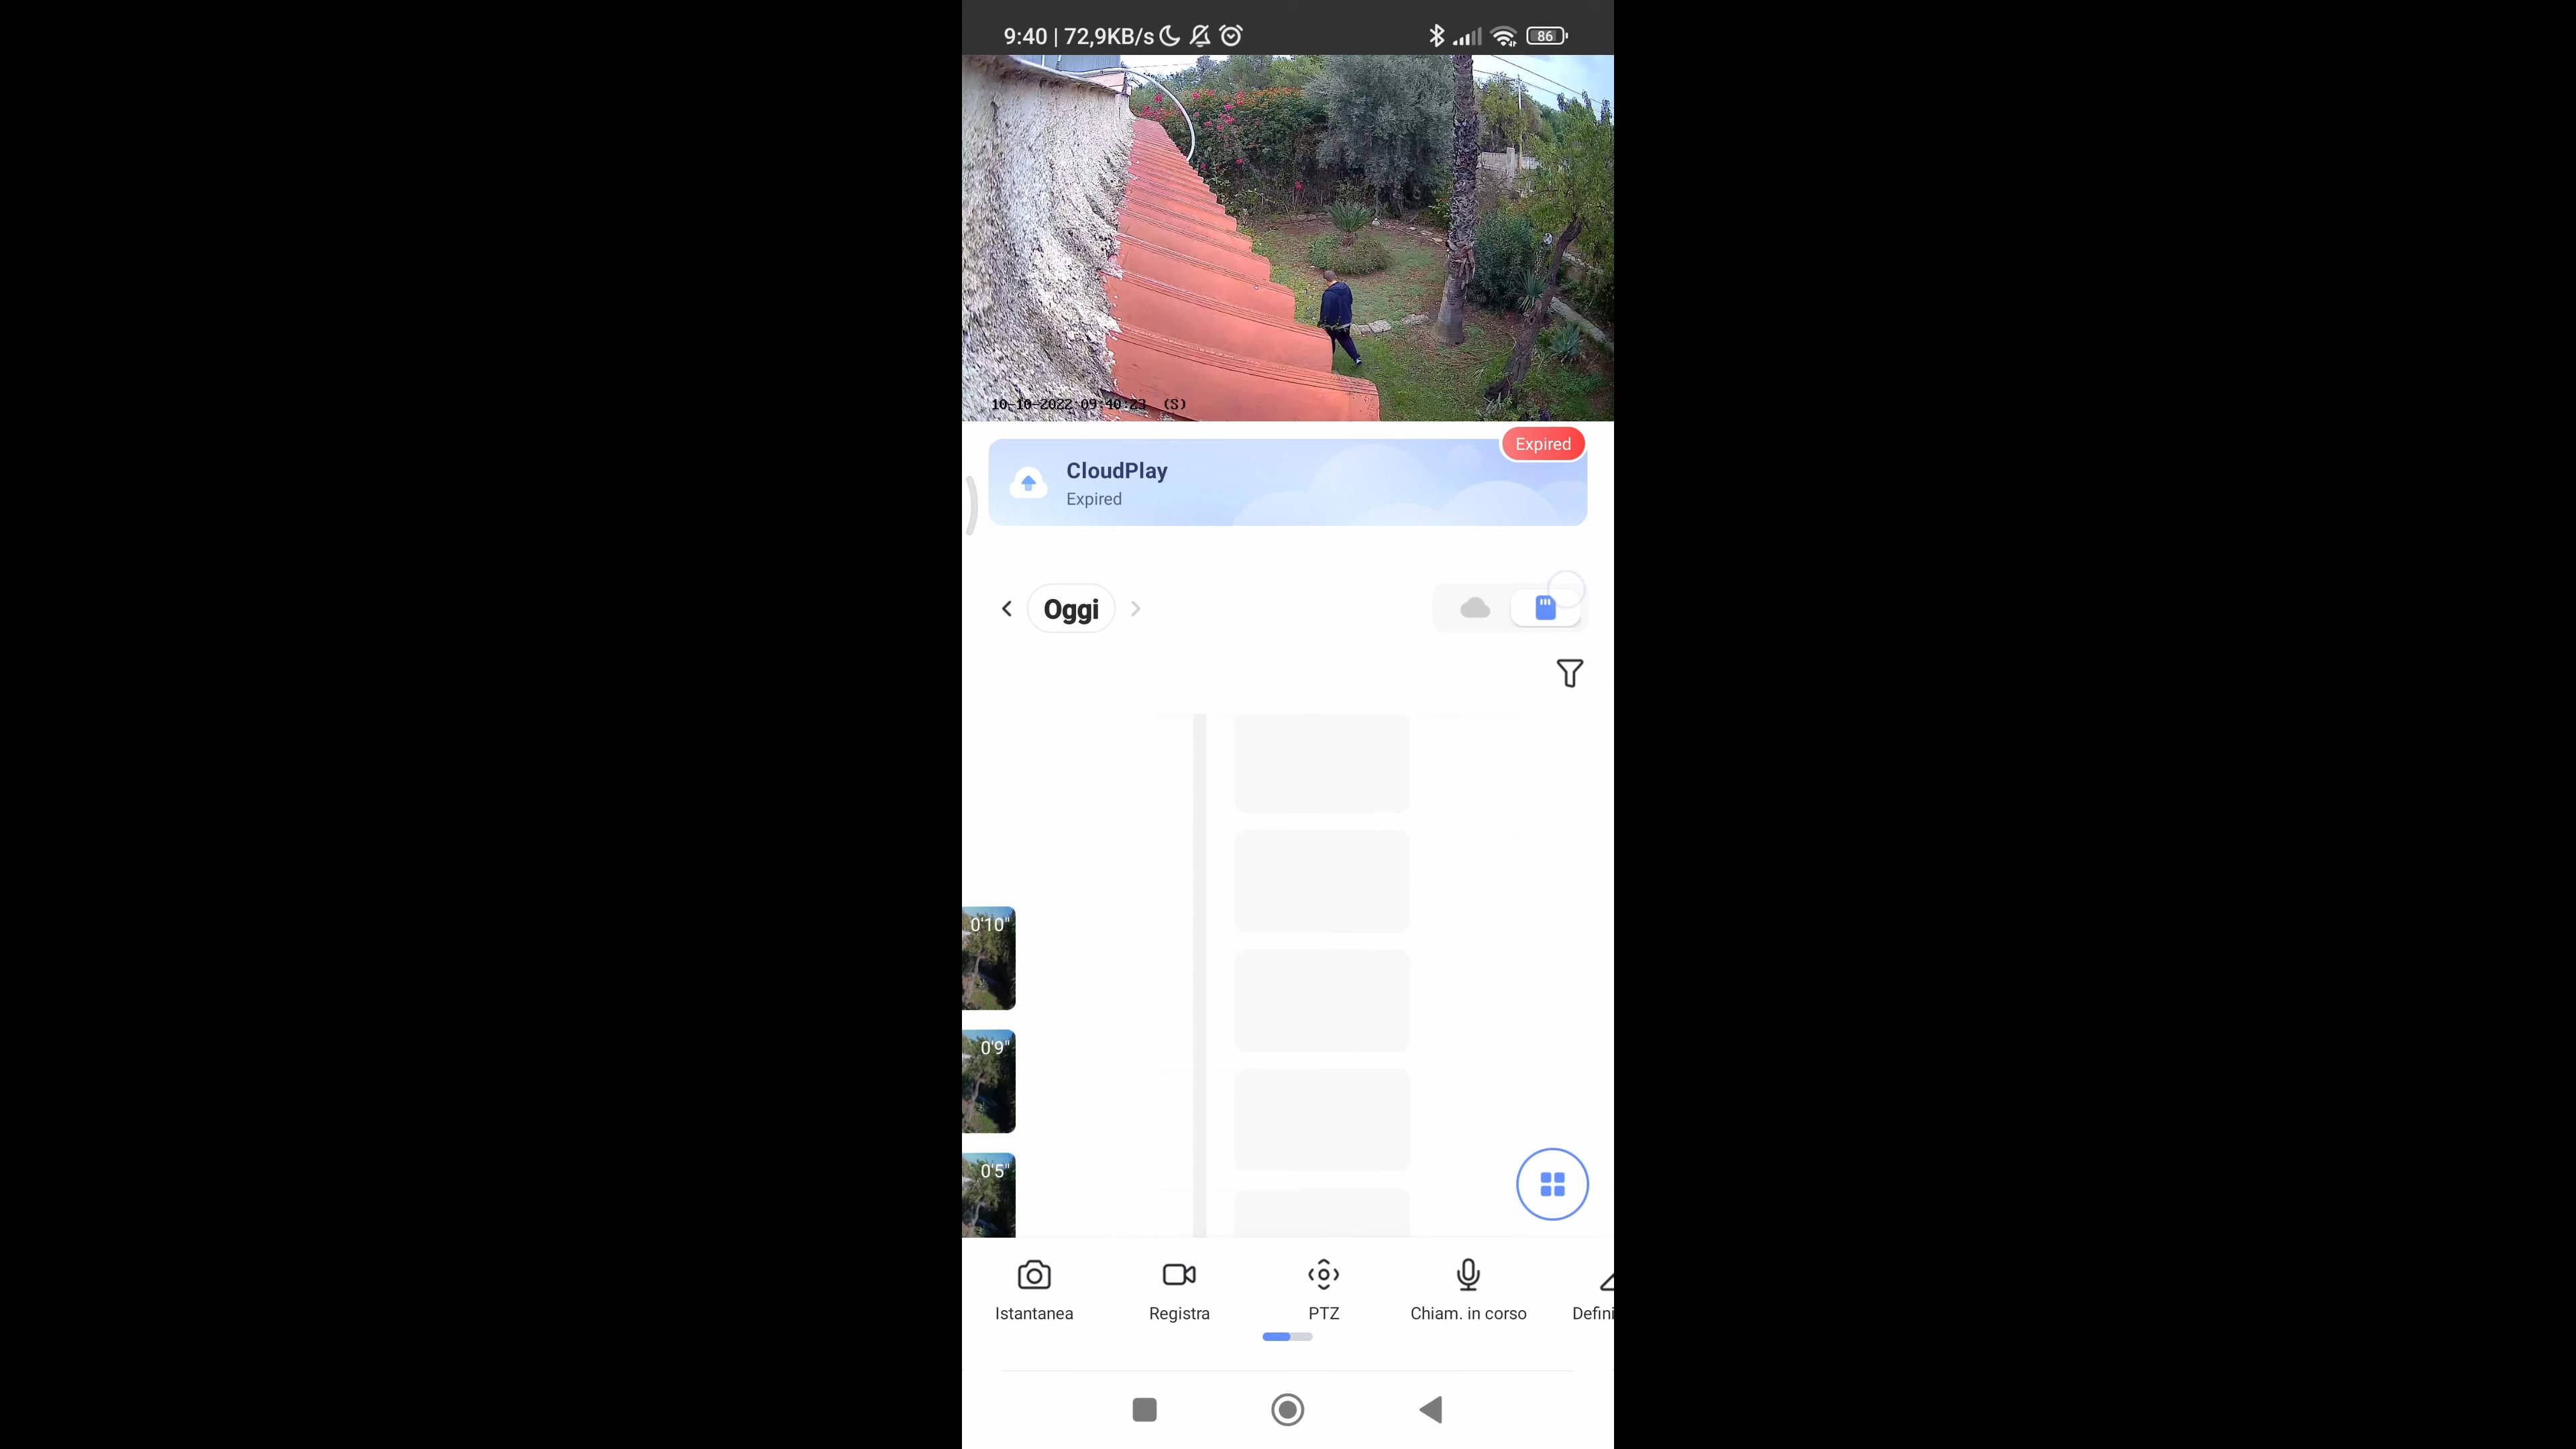 9:40 | 72,9KB/s
86
10-10-2022 09:40:23 (S)
Expired
CloudPlay
Expired
Oggi
0'10"
0'9"
0'5"
Istantanea
Registra
PTZ
Chiam. in corso
Defini